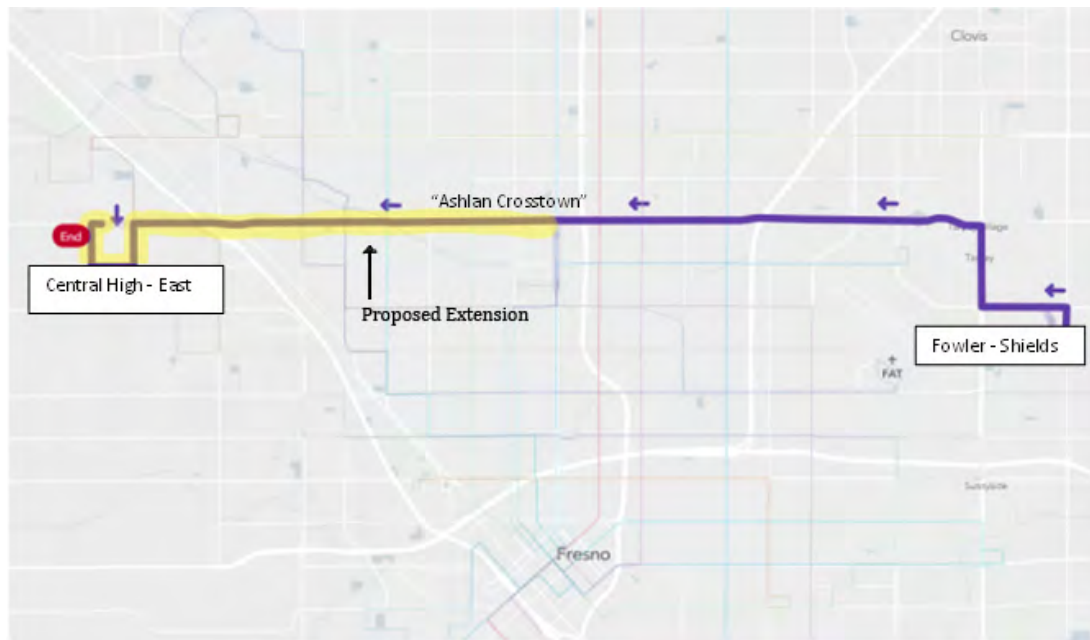 Clovis
“Ashlan Crosstown”
End
Central High - East
Proposed Extension
Fowler - Shields
FAT
Sunnyside
Fresno